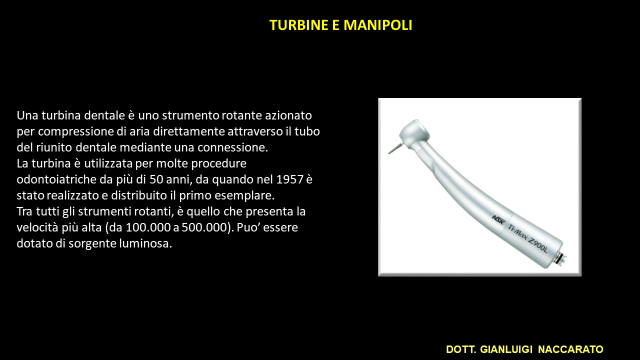 TURBINE E MANIPOLI
Una turbina dentale è uno strumento rotante azionato
per compressione di aria direttamente attraverso il tubo
del riunito dentale mediante una connessione.
La turbina è utilizzata per molte procedure
odontoiatriche da più di 50 anni, da quando nel 1957 è
stato realizzato e distribuito il primo esemplare.
Tra tutti gli strumenti rotanti, è quello che presenta la
velocità più alta (da 100.000 a 500.000). Puo' essere
dotato di sorgente luminosa.
NSK Ti-Max Z900L
DOTT. GIANLUIGI NACCARATO